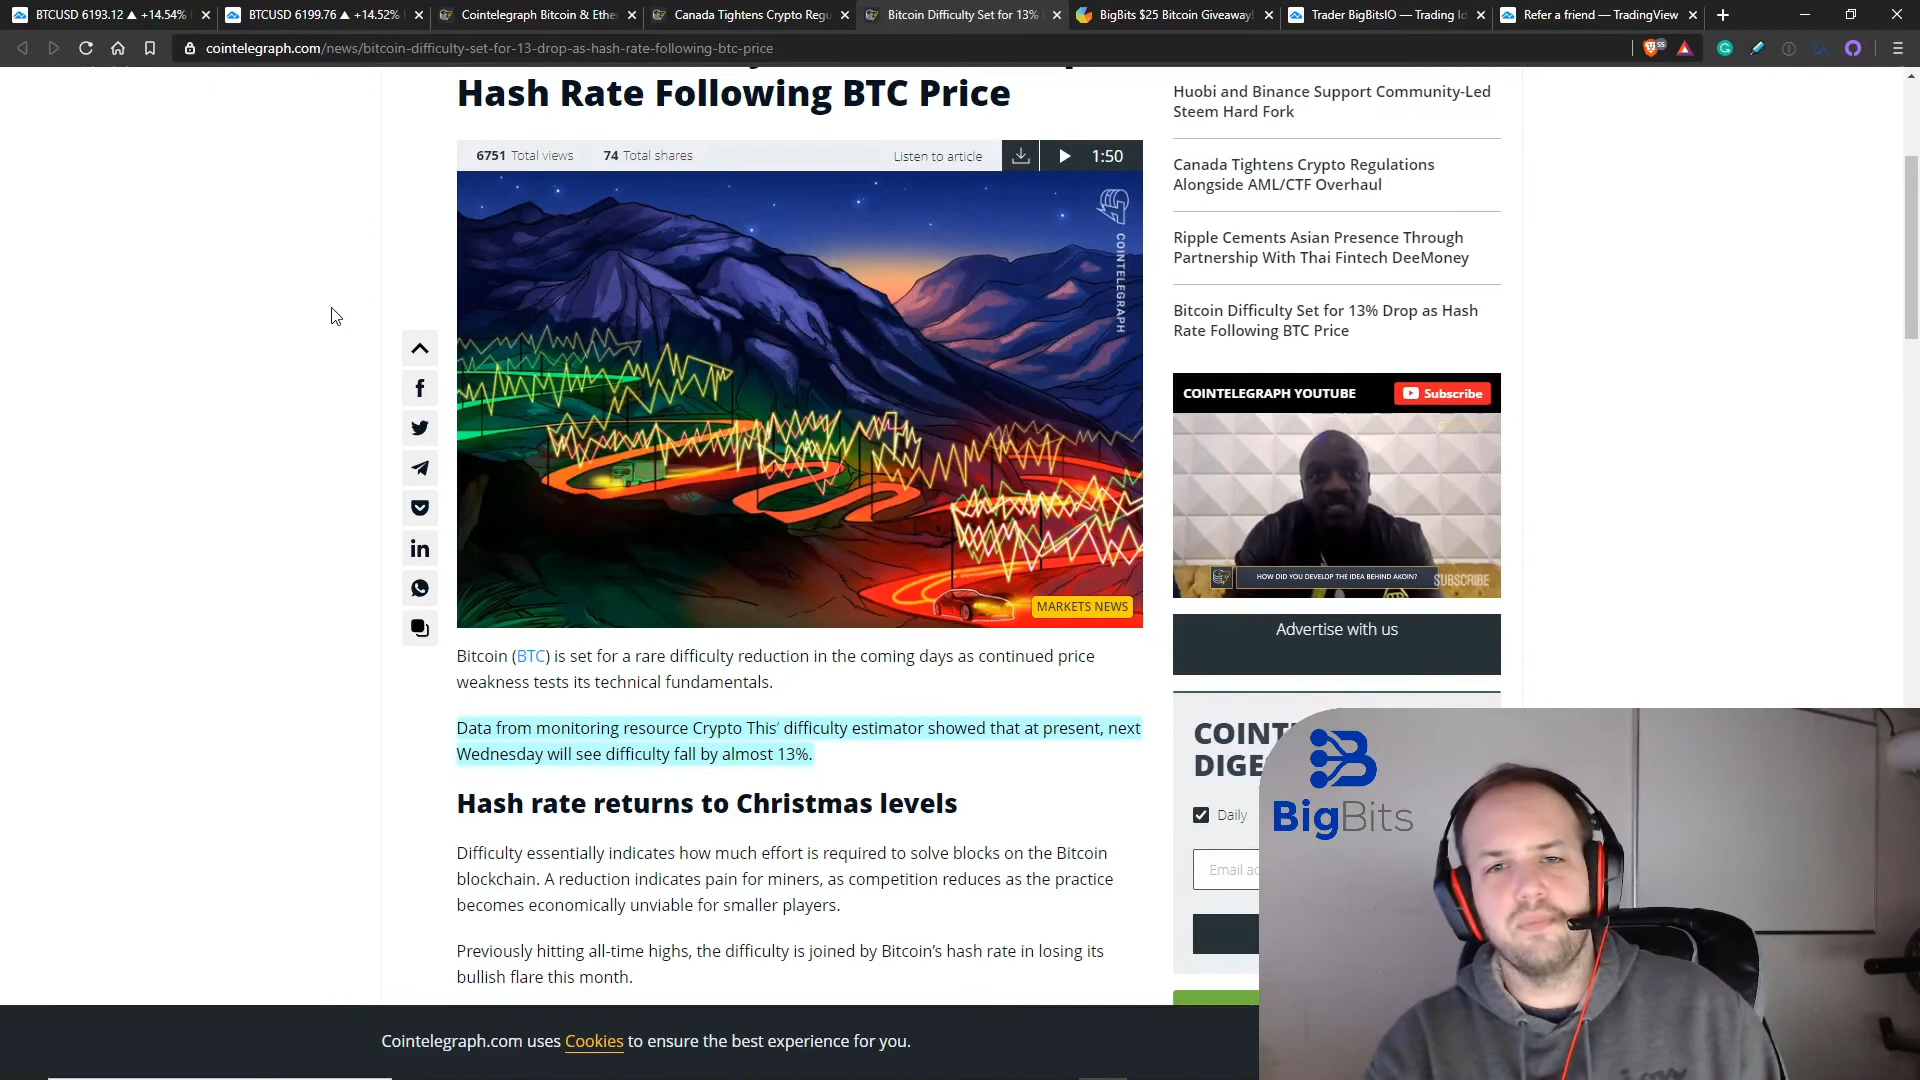 BTCUSD 6193.12 ▲ +14.54%
BTCUSD 6199.76 ▲ +14.52%
Cointelegraph Bitcoin & Ethe
Canada Tightens Crypto Regu
Bitcoin Difficulty Set for 13%
BigBits $25 Bitcoin Giveaway!
Trader BigBitsIO — Trading Id
Refer a friend — TradingView
cointelegraph.com/news/bitcoin-difficulty-set-for-13-drop-as-hash-rate-following-btc-price
55
Hash Rate Following BTC Price
6751 Total views 74 Total shares Listen to article 1:50
COINTELEGRAPH
MARKETS NEWS
Bitcoin (BTC) is set for a rare difficulty reduction in the coming days as continued price
weakness tests its technical fundamentals.
Data from monitoring resource Crypto This’ difficulty estimator showed that at present, next
Wednesday will see difficulty fall by almost 13%.
Hash rate returns to Christmas levels
Difficulty essentially indicates how much effort is required to solve blocks on the Bitcoin
blockchain. A reduction indicates pain for miners, as competition reduces as the practice
becomes economically unviable for smaller players.
Previously hitting all-time highs, the difficulty is joined by Bitcoin’s hash rate in losing its
bullish flare this month.
Huobi and Binance Support Community-Led
Steem Hard Fork
Canada Tightens Crypto Regulations
Alongside AML/CTF Overhaul
Ripple Cements Asian Presence Through
Partnership With Thai Fintech DeeMoney
Bitcoin Difficulty Set for 13% Drop as Hash
Rate Following BTC Price
COINTELEGRAPH YOUTUBE
Subscribe
HOW DID YOU DEVELOP THE IDEA BEHIND AKOIN?
SUBSCRIBE
Advertise with us
COINT
DIGE
Daily
Email ad
BigBits
Cointelegraph.com uses Cookies to ensure the best experience for you.